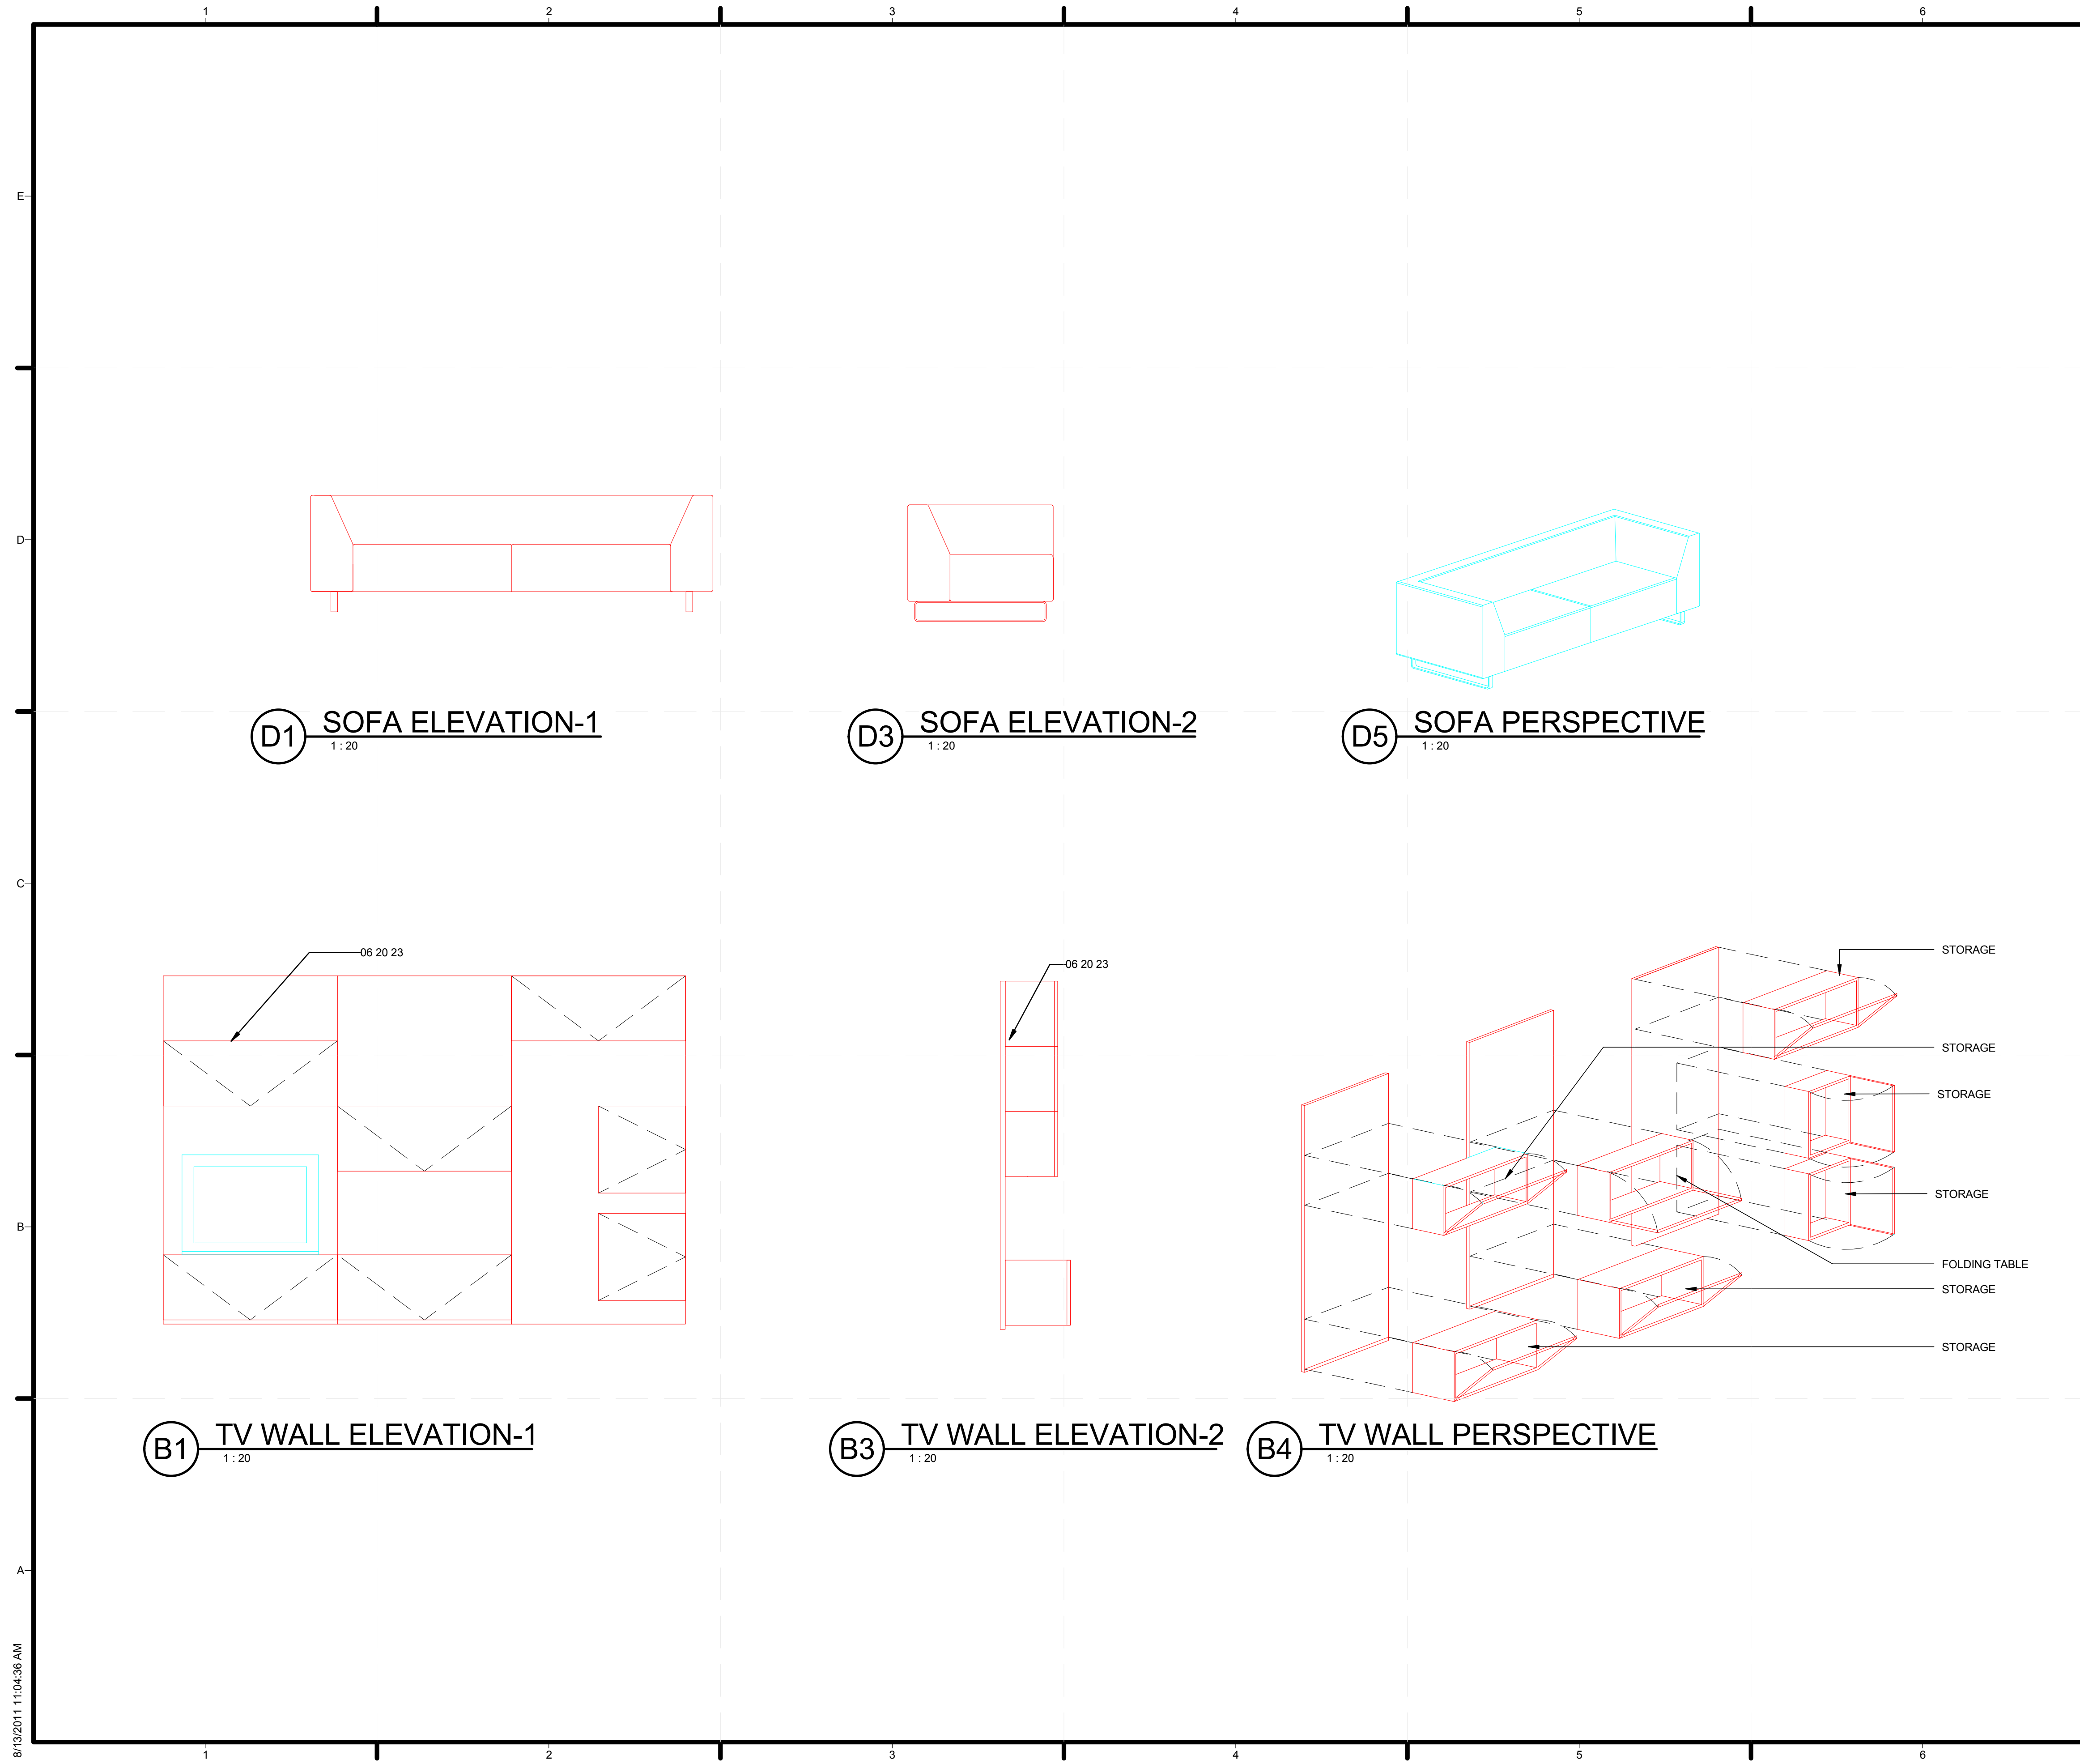 1 2 3 4 5 6
E
D
D1 SOFA ELEVATION-1
1 : 20
D3 SOFA ELEVATION-2
1 : 20
D5 SOFA PERSPECTIVE
1 : 20
C
06 20 23
06 20 23
STORAGE
STORAGE
STORAGE
STORAGE
FOLDING TABLE
STORAGE
STORAGE
B
B1 TV WALL ELEVATION-1
1 : 20
B3 TV WALL ELEVATION-2
1 : 20
B4 TV WALL PERSPECTIVE
1 : 20
A
8/13/2011 11:04:36 AM
1 2 3 4 5 6